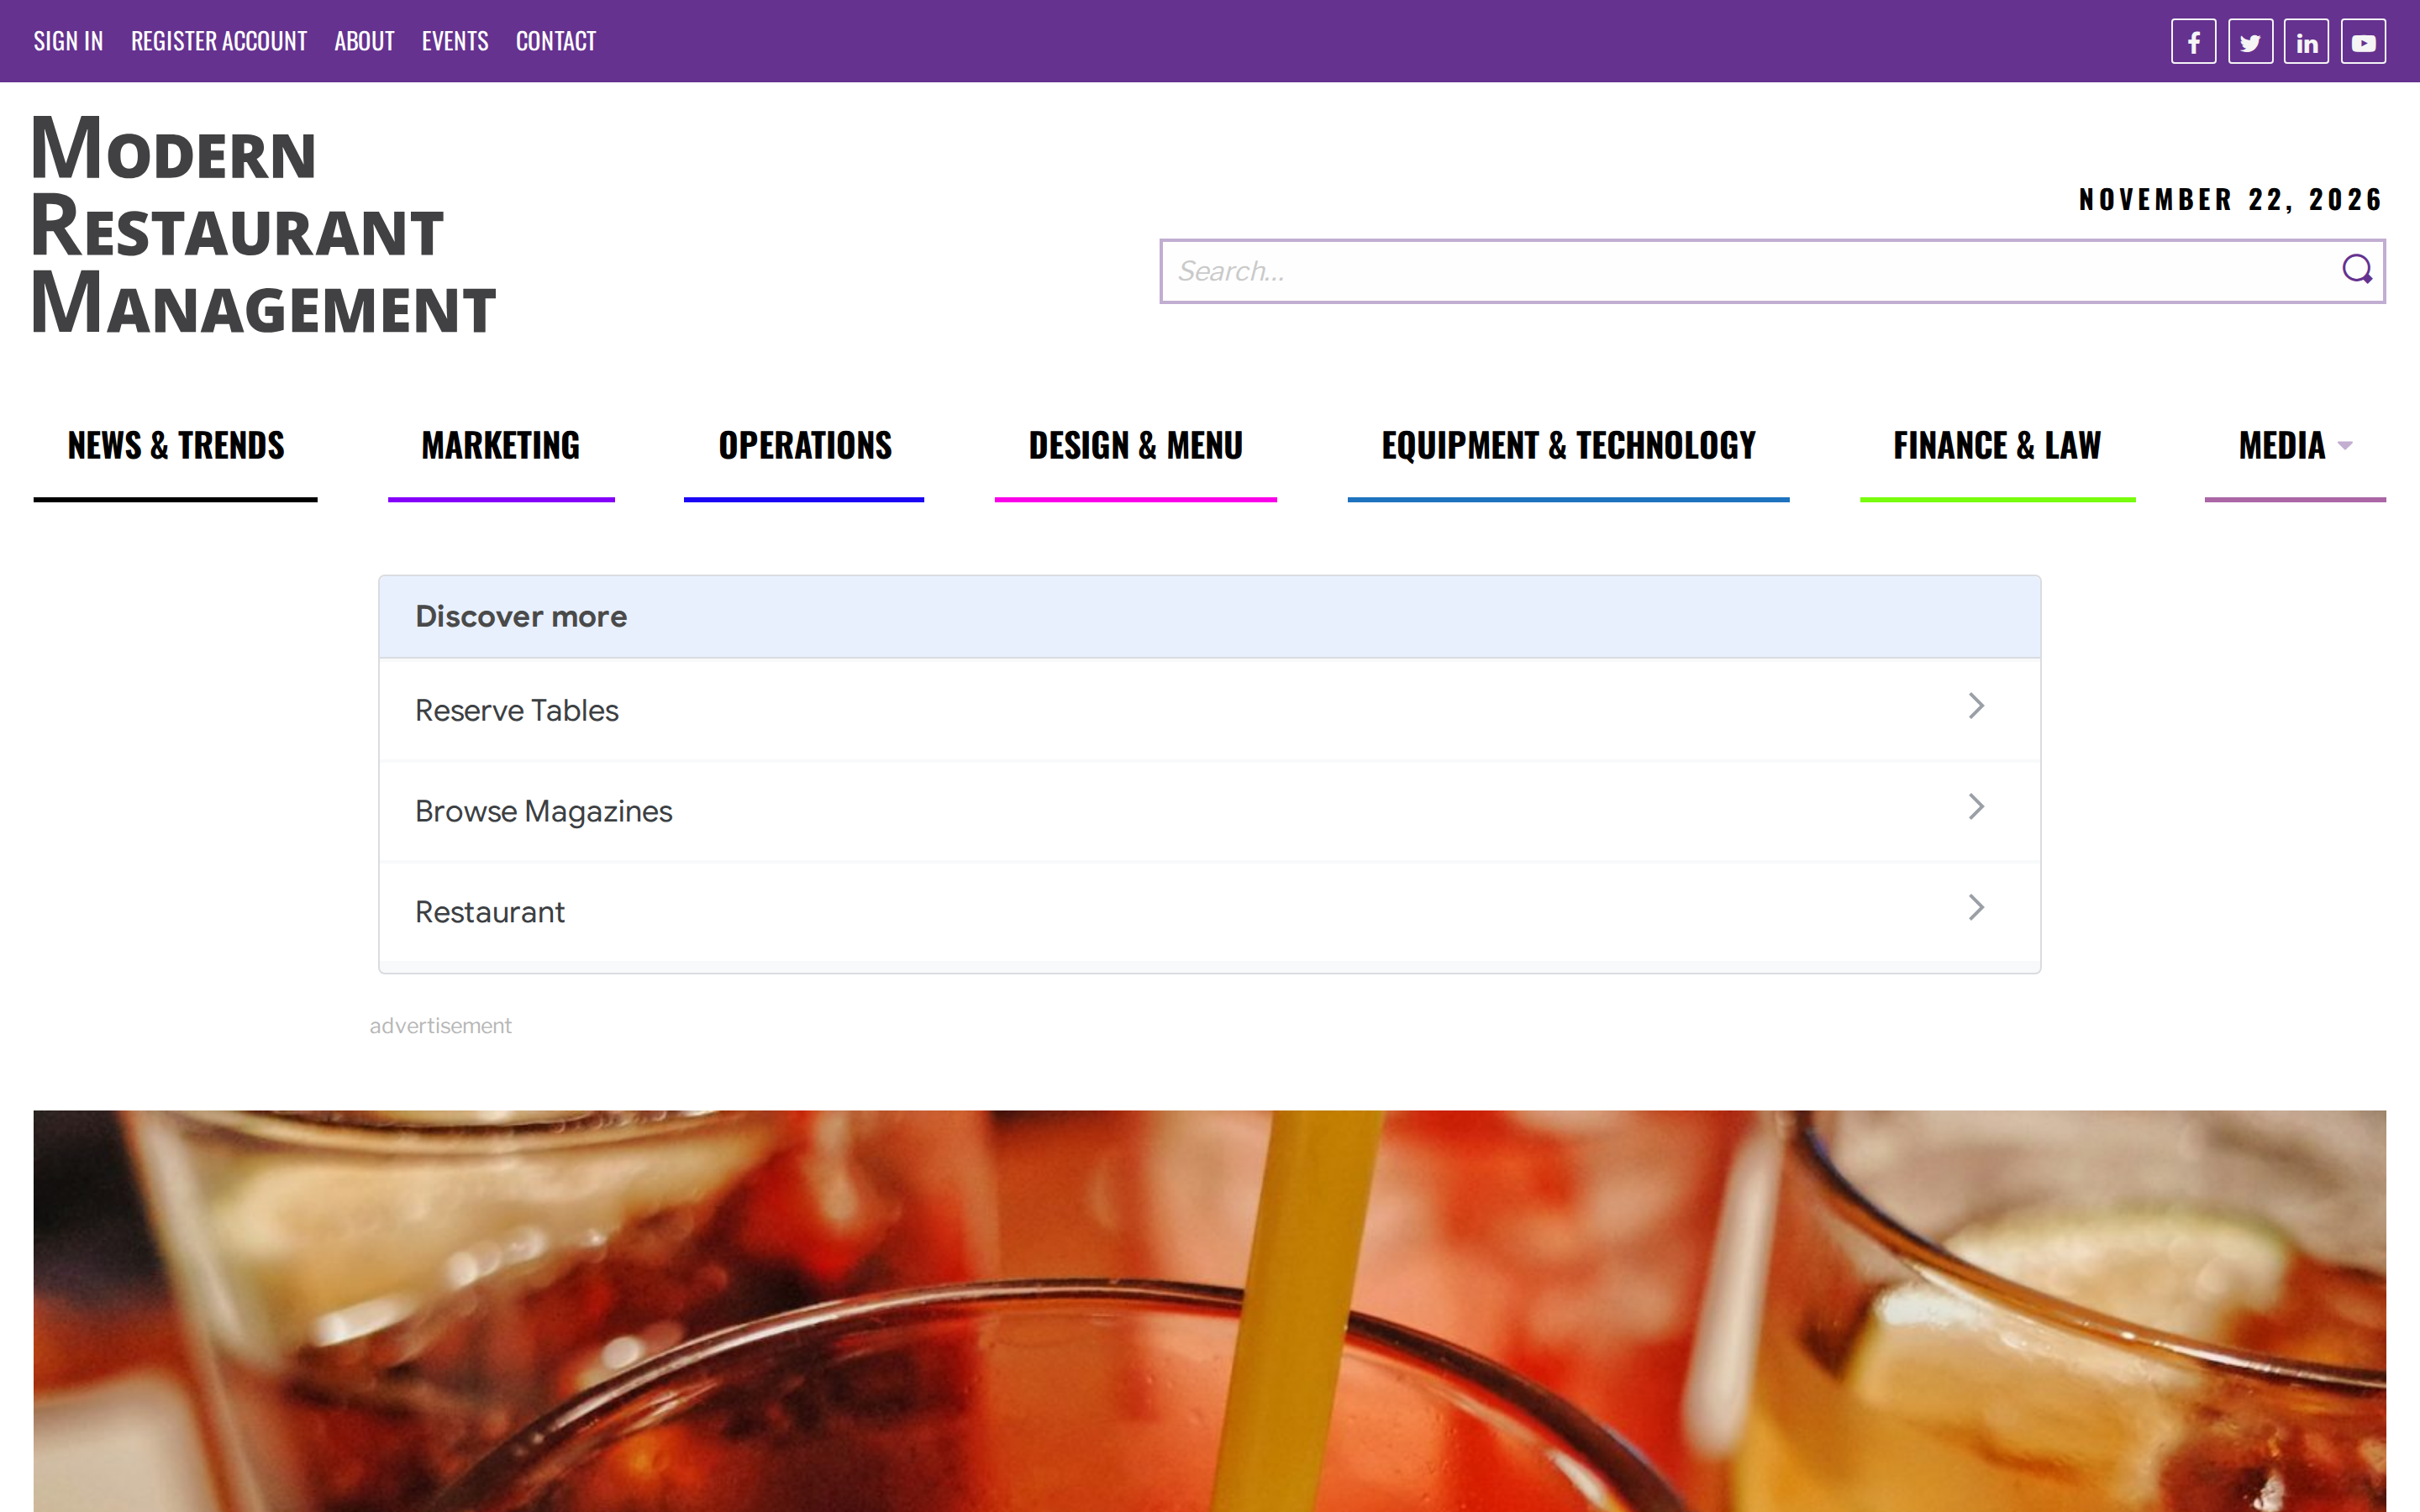 SIGN IN REGISTER ACCOUNT ABOUT EVENTS CONTACT
MODERN
RESTAURANT
MANAGEMENT
NOVEMBER 22, 2026
Search...
NEWS & TRENDS MARKETING OPERATIONS DESIGN & MENU EQUIPMENT & TECHNOLOGY FINANCE & LAW MEDIA
Discover more
Reserve Tables
Browse Magazines
Restaurant
advertisement